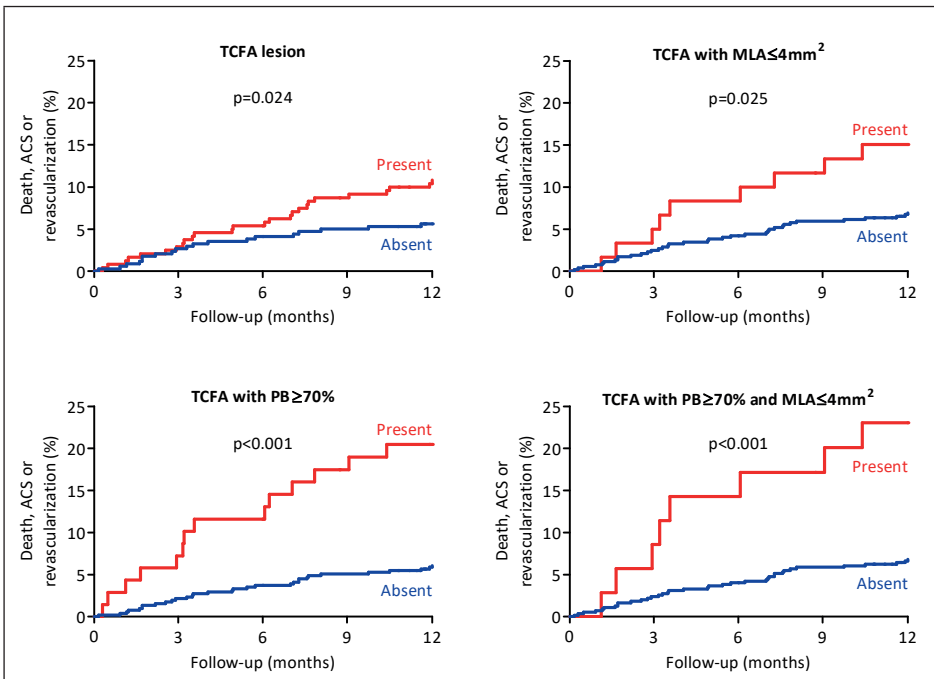 TCFA lesion
Death, ACS or
revascularization (%)
25
20
15
10
5
0
p=0.024
Present
Absent
0 3 6 9 12
Follow-up (months)
TCFA with MLA≤4mm²
Death, ACS or
revascularization (%)
25
20
15
10
5
0
p=0.025
Present
Absent
0 3 6 9 12
Follow-up (months)
TCFA with PB≥70%
Death, ACS or
revascularization (%)
25
20
15
10
5
0
p<0.001
Present
Absent
0 3 6 9 12
Follow-up (months)
TCFA with PB≥70% and MLA≤4mm²
Death, ACS or
revascularization (%)
25
20
15
10
5
0
p<0.001
Present
Absent
0 3 6 9 12
Follow-up (months)